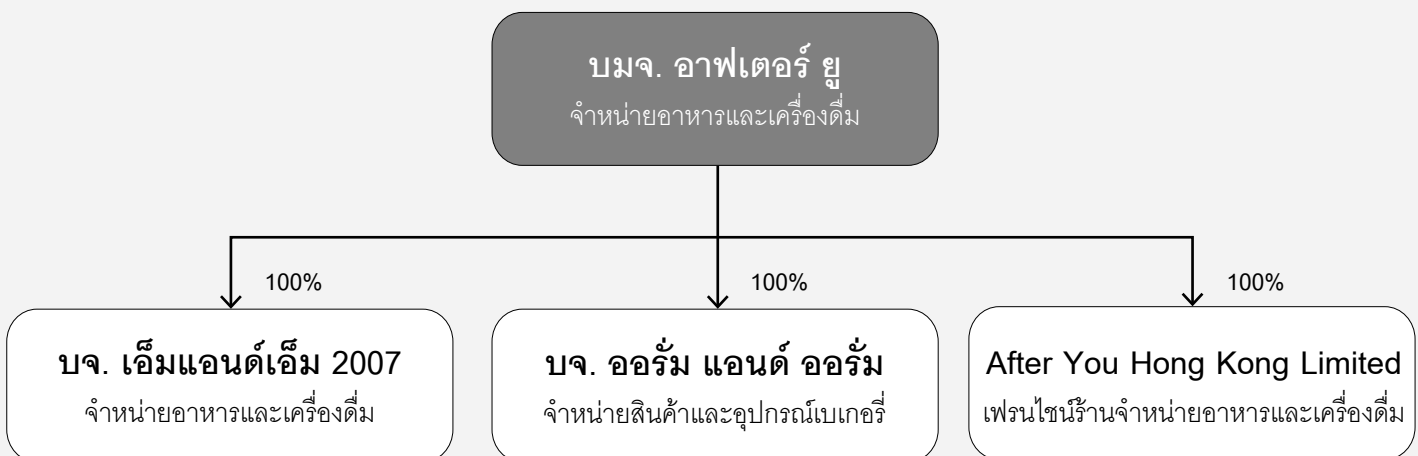 บมจ. อาฟเตอร์ ยู
จำหน่ายอาหารและเครื่องดื่ม
100%
100%
100%
บจ. เอ็มแอนด์เอ็ม 2007
จำหน่ายอาหารและเครื่องดื่ม
บจ. ออรั่ม แอนด์ ออรั่ม
จำหน่ายสินค้าและอุปกรณ์เบเกอรี่
After You Hong Kong Limited
เฟรนไชน์ร้านจำหน่ายอาหารและเครื่องดื่ม